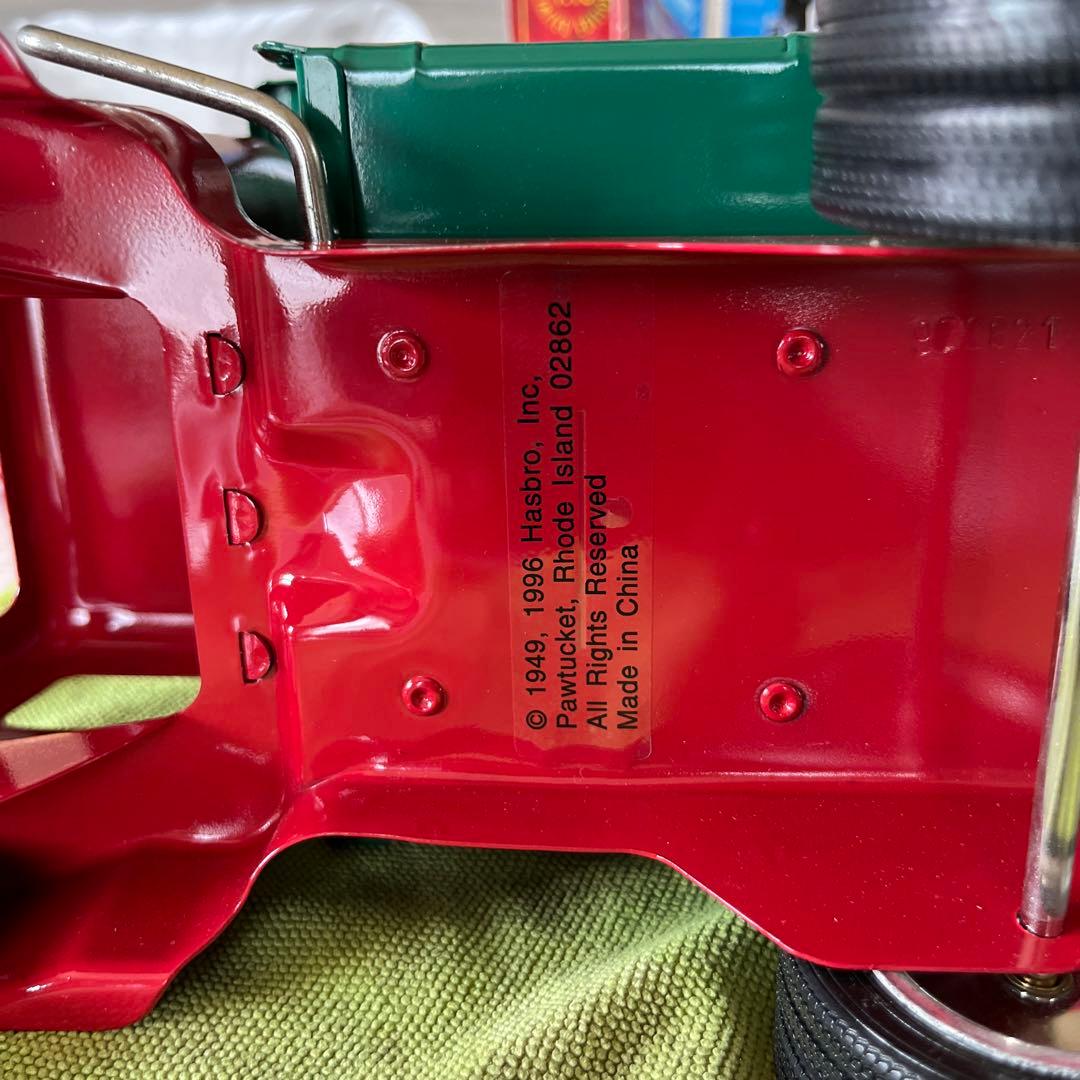 © 1949, 1996 Hasbro, Inc,
Pawtucket, Rhode Island 02862
All Rights Reserved
Made in China